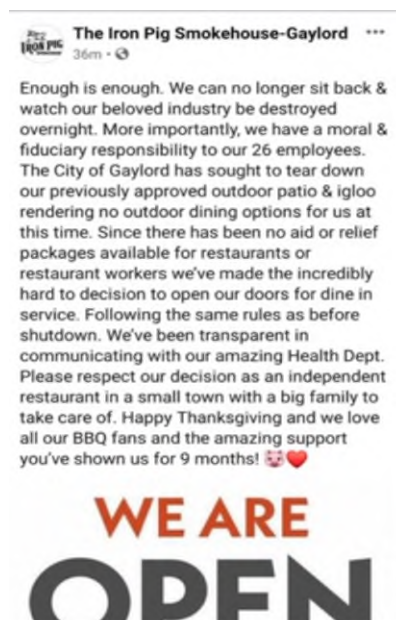 The Iron Pig Smokehouse-Gaylord
IRON PIG
36m
Enough is enough. We can no longer sit back &
watch our beloved industry be destroyed
overnight. More importantly, we have a moral &
fiduciary responsibility to our 26 employees.
The City of Gaylord has sought to tear down
our previously approved outdoor patio & igloo
rendering no outdoor dining options for us at
this time. Since there has been no aid or relief
packages available for restaurants or
restaurant workers we've made the incredibly
hard to decision to open our doors for dine in
service. Following the same rules as before
shutdown. We've been transparent in
communicating with our amazing Health Dept.
Please respect our decision as an independent
restaurant in a small town with a big family to
take care of. Happy Thanksgiving and we love
all our BBQ fans and the amazing support
you've shown us for 9 months! 🐷❤️
WE ARE
OPEN